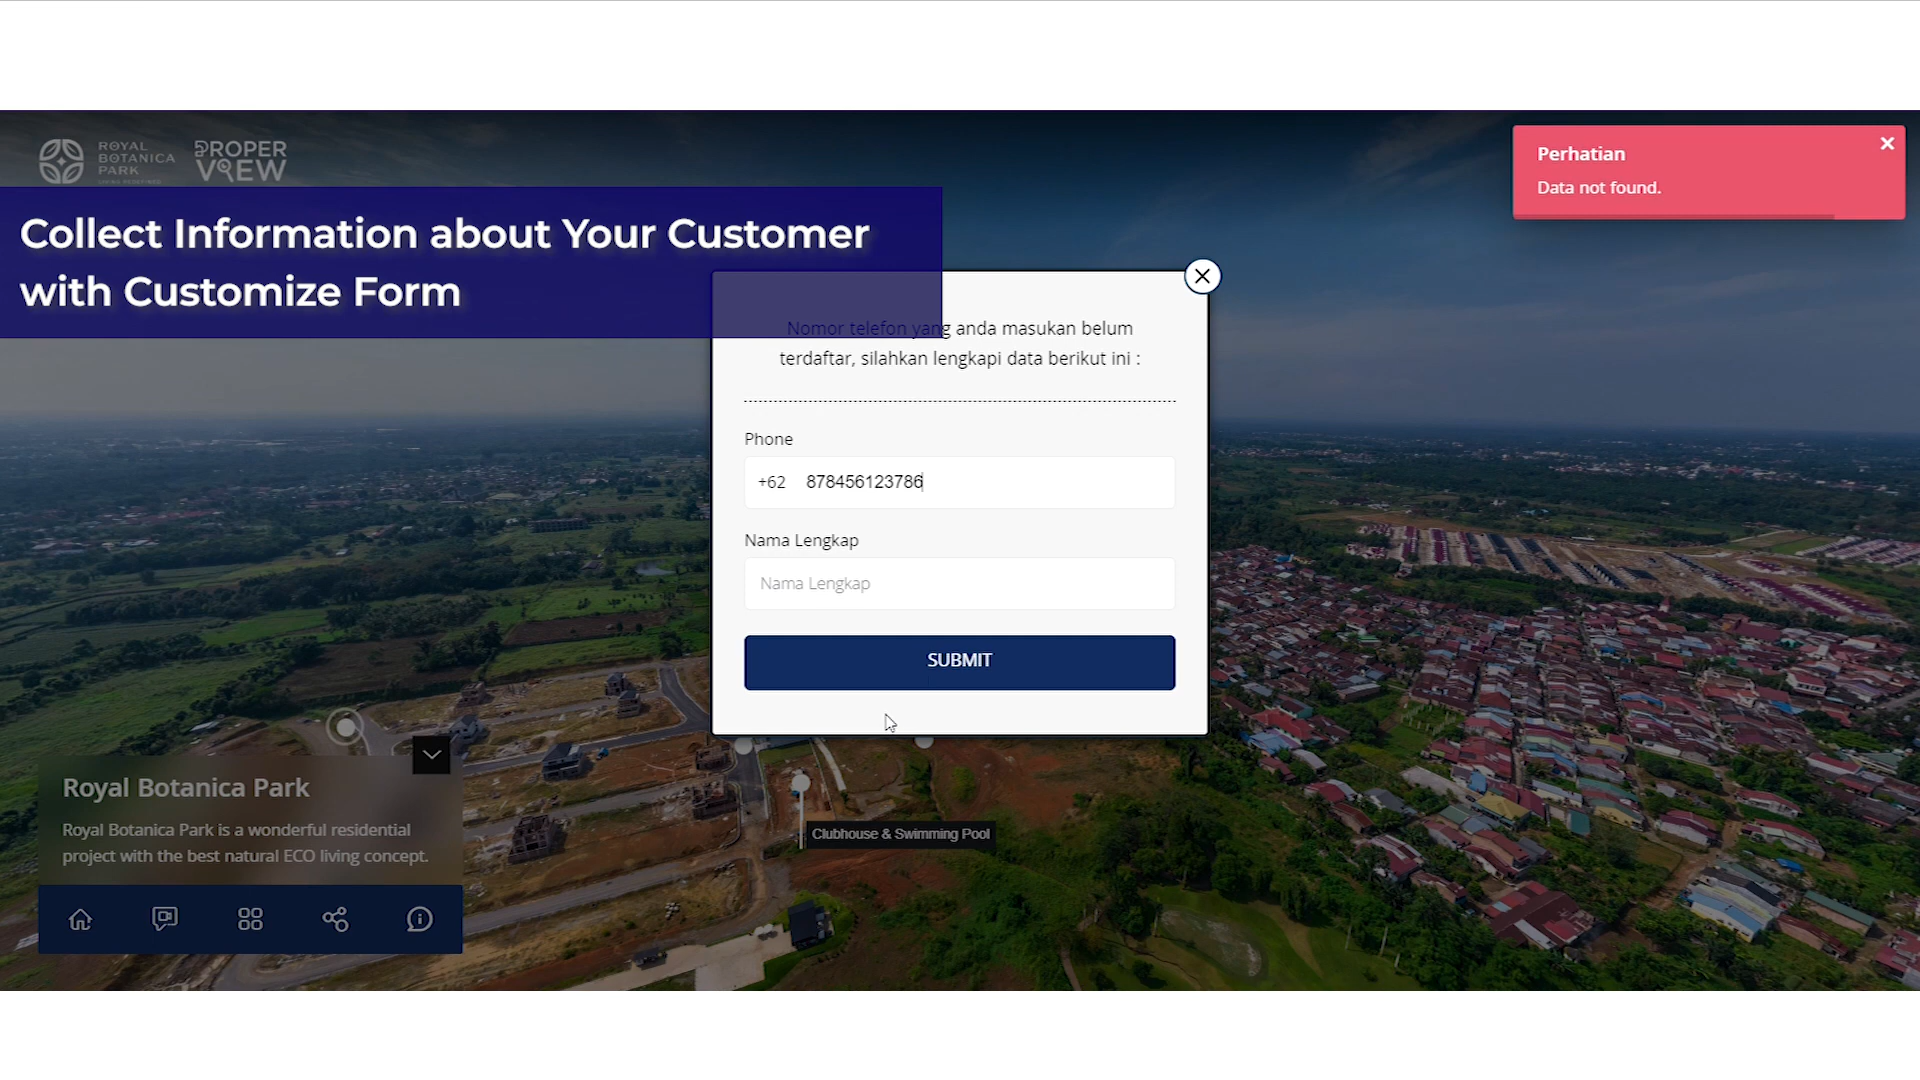 ROYAL
BOTANICA
PARK
PROPER
VIEW
Collect Information about Your Customer
with Customize Form
Perhatian
Data not found.
Nomor telefon yang anda masukan belum
terdaftar, silahkan lengkapi data berikut ini :
Phone
+62 878456123786
Nama Lengkap
Nama Lengkap
SUBMIT
Royal Botanica Park
Royal Botanica Park is a wonderful residential
project with the best natural ECO living concept.
Clubhouse & Swimming Pool